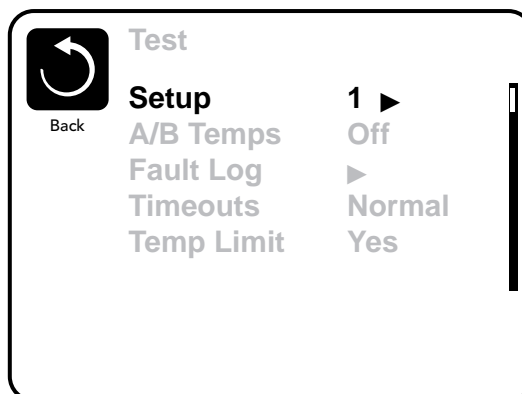 Test
Back
Setup 1 ▶
A/B Temps Off
Fault Log ▶
Timeouts Normal
Temp Limit Yes